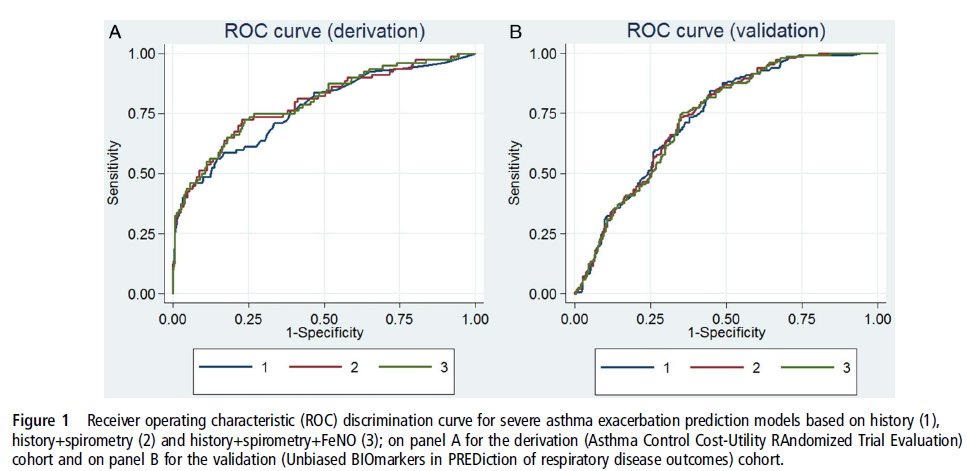 A
ROC curve (derivation)
1.00
0.75
0.50
0.25
0.00
Sensitivity
0.00 0.25 0.50 0.75 1.00
1-Specificity
1 2 3
B
ROC curve (validation)
1.00
0.75
0.50
0.25
0.00
Sensitivity
0.00 0.25 0.50 0.75 1.00
1-Specificity
1 2 3
Figure 1 Receiver operating characteristic (ROC) discrimination curve for severe asthma exacerbation prediction models based on history (1),
history+spirometry (2) and history+spirometry+FeNO (3); on panel A for the derivation (Asthma Control Cost-Utility RAndomized Trial Evaluation)
cohort and on panel B for the validation (Unbiased BIOmarkers in PREDiction of respiratory disease outcomes) cohort.